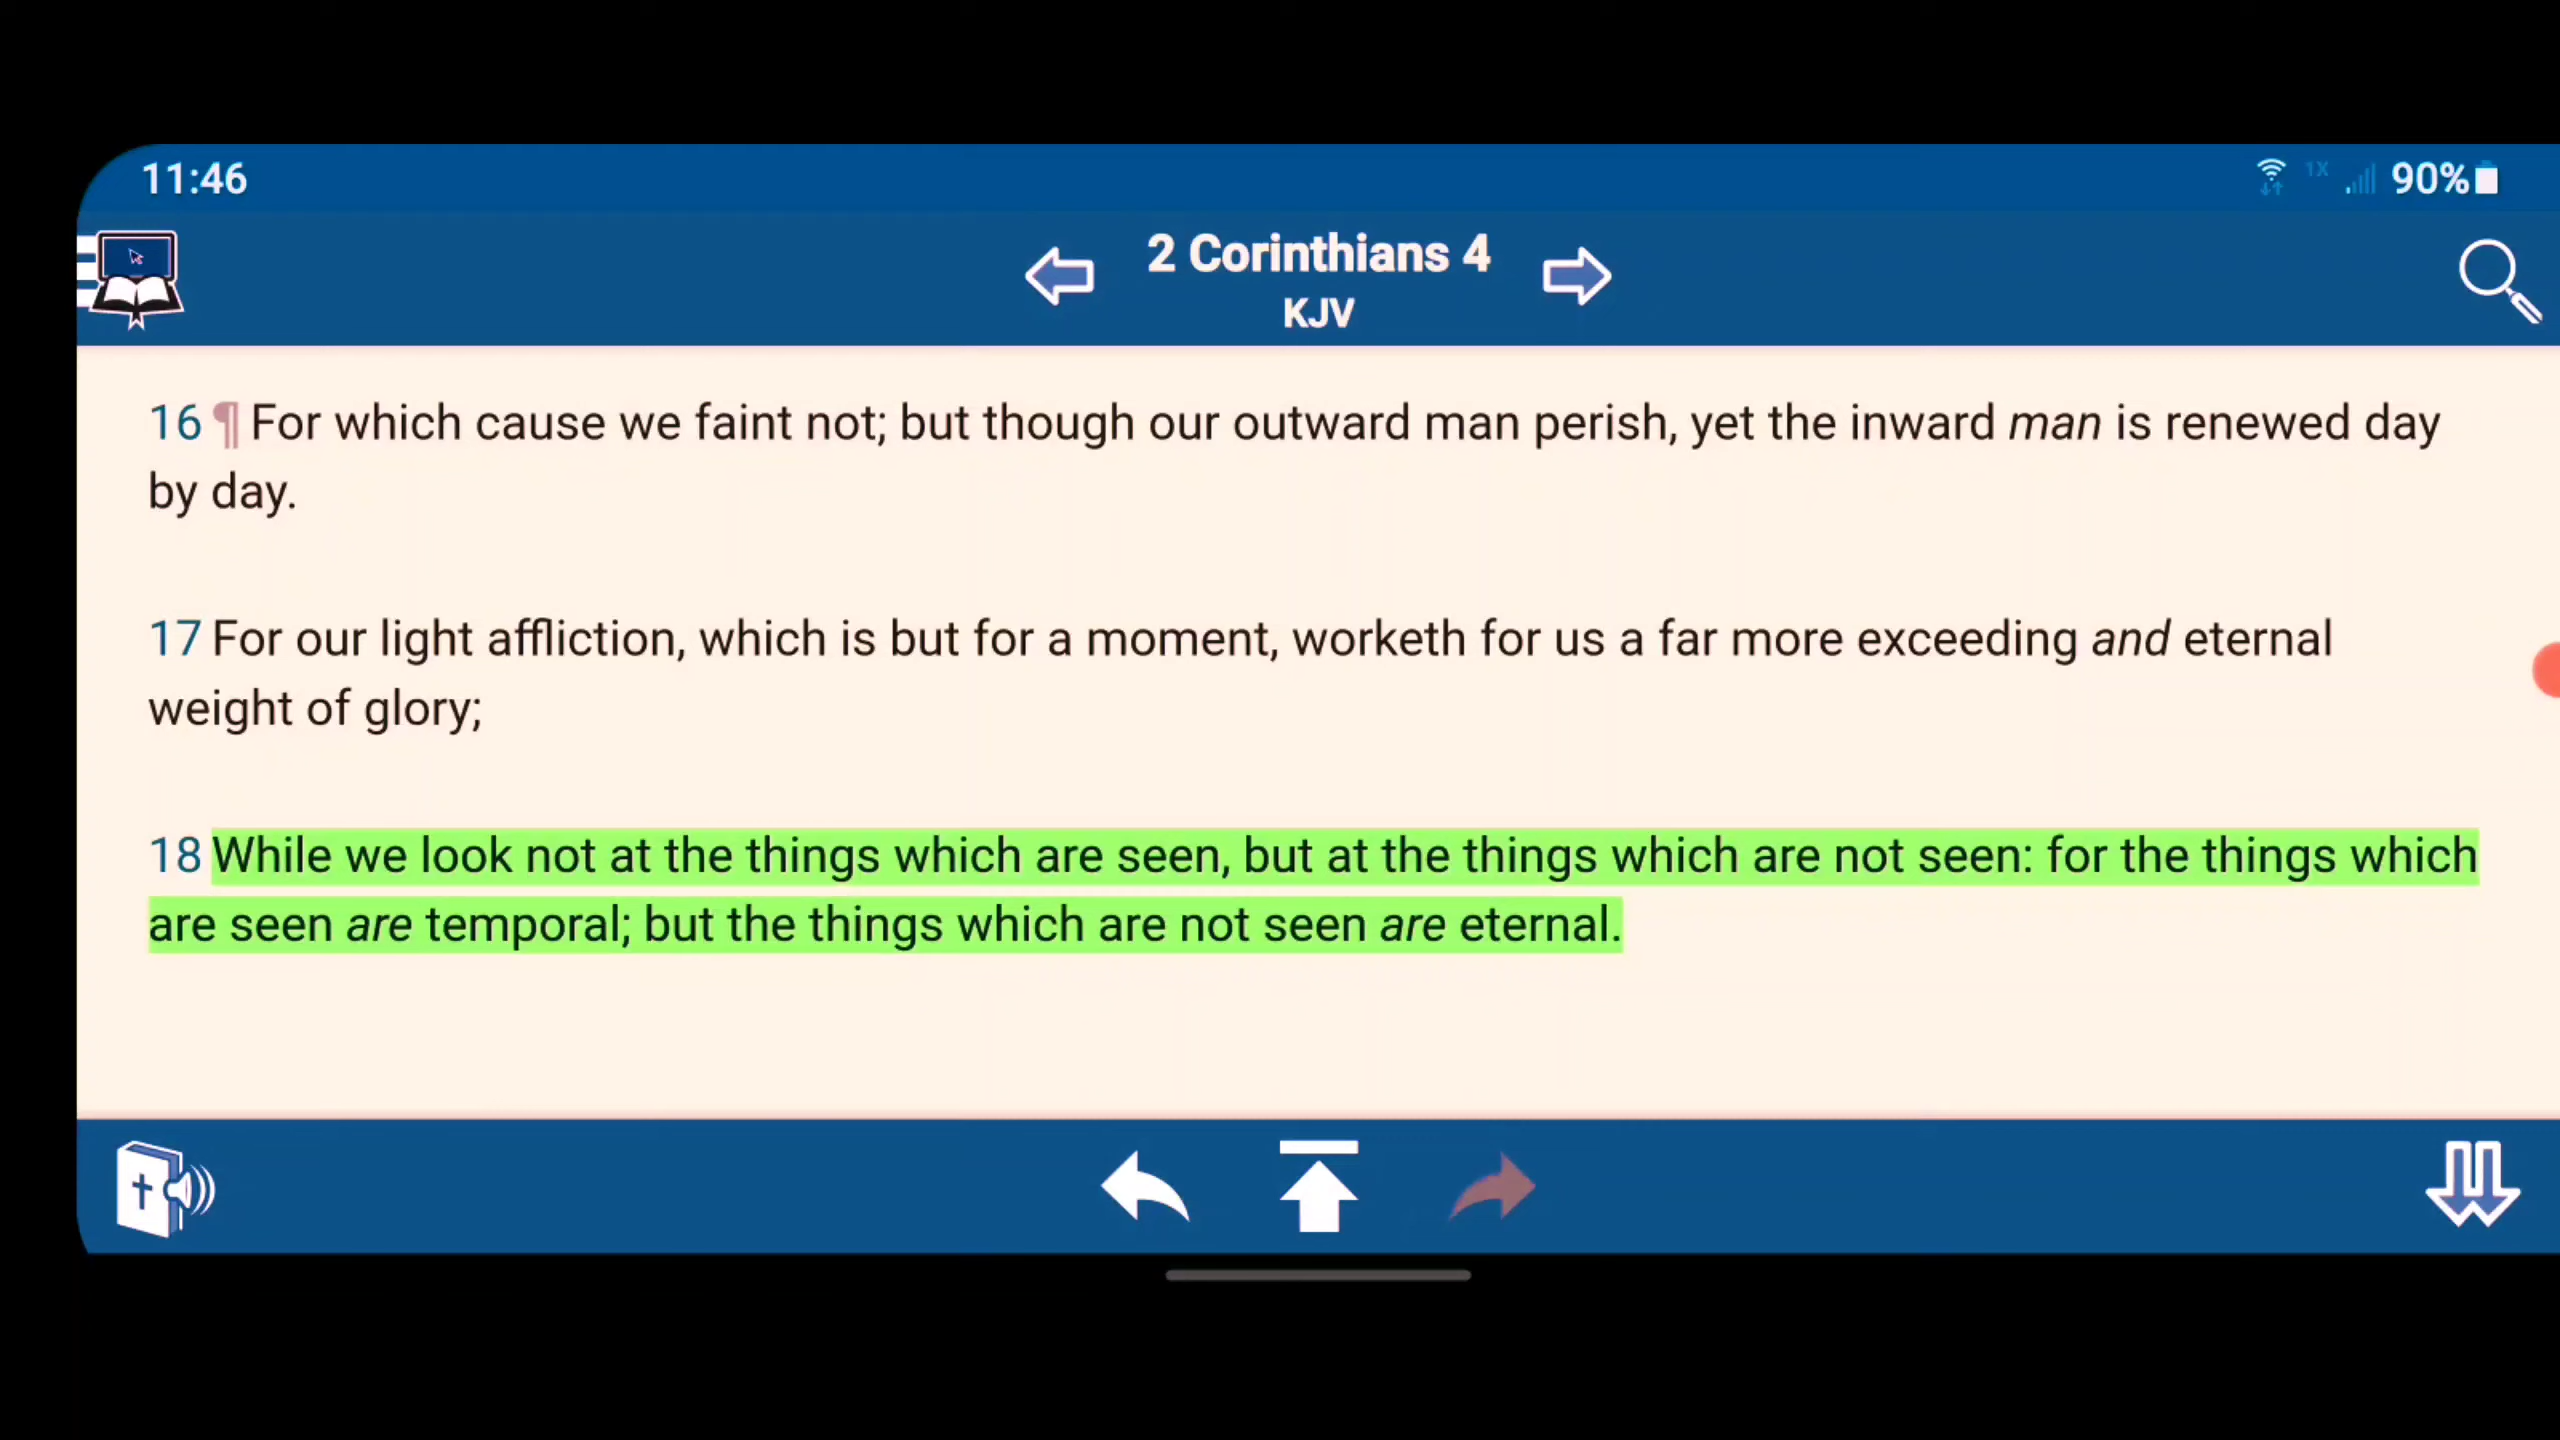 11:46
1X
90%
2 Corinthians 4
KJV
16 ¶ For which cause we faint not; but though our outward man perish, yet the inward man is renewed day
by day.
17 For our light affliction, which is but for a moment, worketh for us a far more exceeding and eternal
weight of glory;
18 While we look not at the things which are seen, but at the things which are not seen: for the things which
are seen are temporal; but the things which are not seen are eternal.